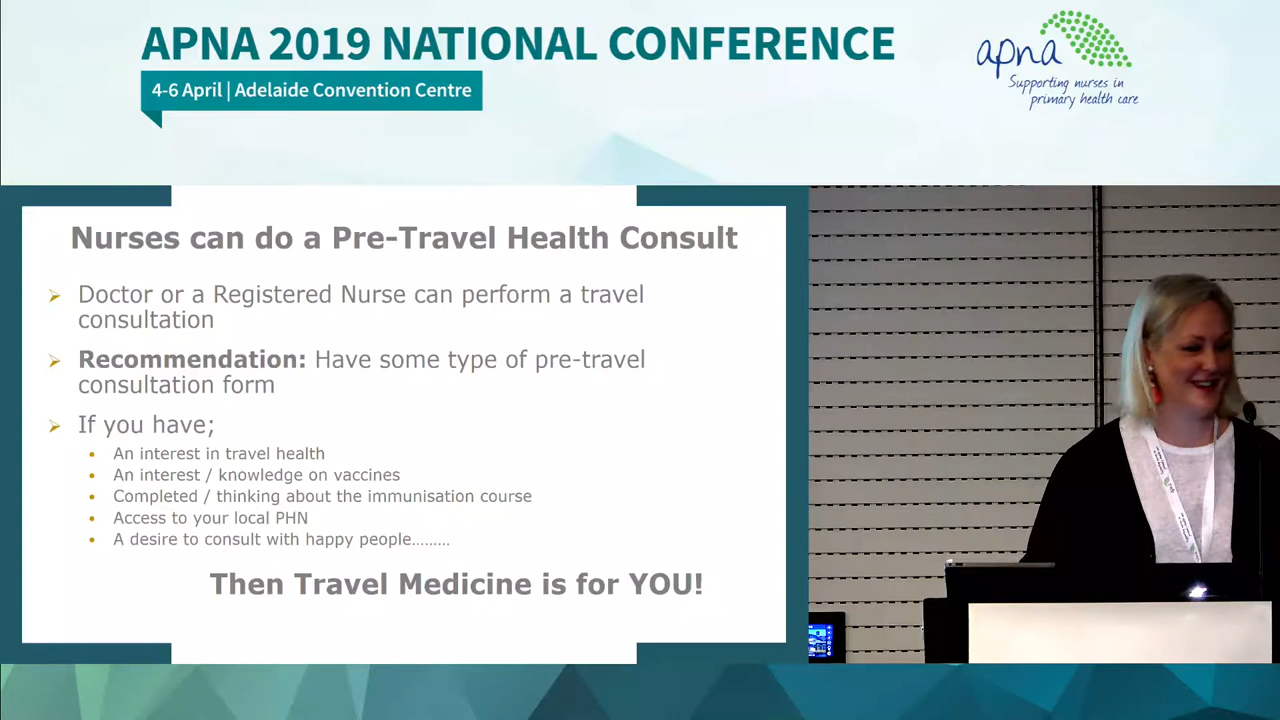 APNA 2019 NATIONAL CONFERENCE
4-6 April | Adelaide Convention Centre
apna
Supporting nurses in
primary health care
Nurses can do a Pre-Travel Health Consult
Doctor or a Registered Nurse can perform a travel
consultation
Recommendation: Have some type of pre-travel
consultation form
If you have;
An interest in travel health
An interest / knowledge on vaccines
Completed / thinking about the immunisation course
Access to your local PHN
A desire to consult with happy people.........
Then Travel Medicine is for YOU!